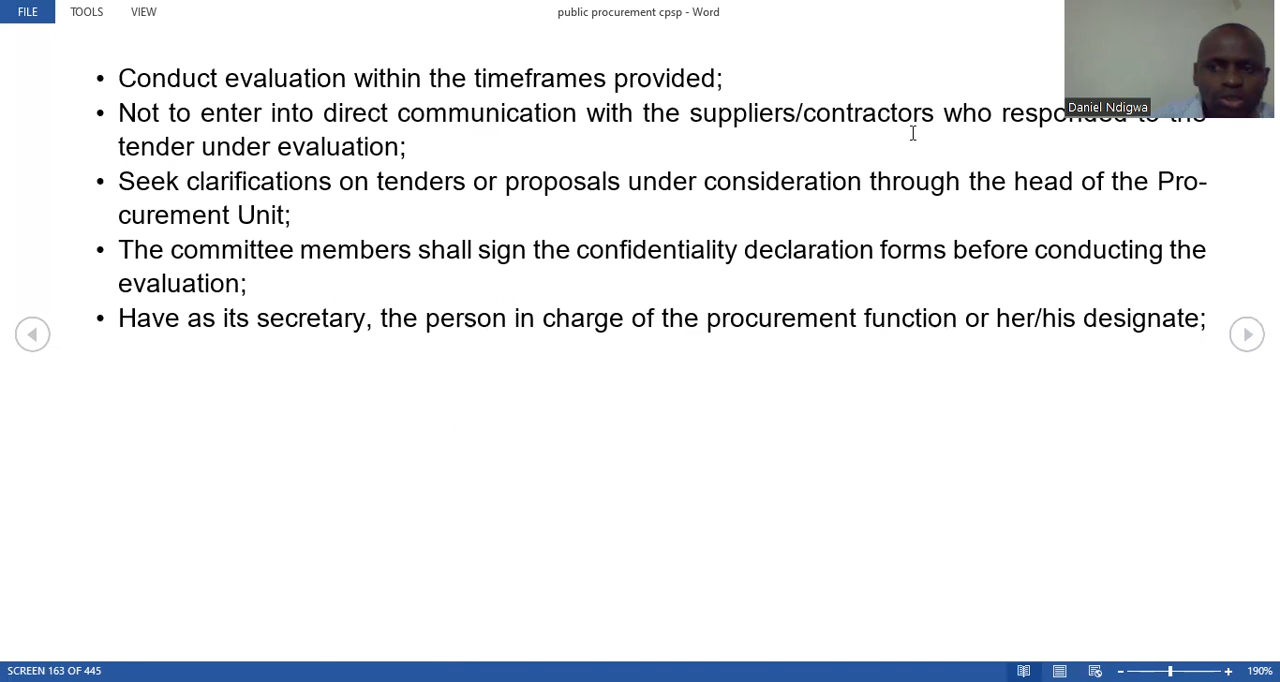 FILE TOOLS VIEW public procurement cpsp - Word
• Conduct evaluation within the timeframes provided;
Daniel Ndigwa
• Not to enter into direct communication with the suppliers/contractors who responded to the
tender under evaluation;
• Seek clarifications on tenders or proposals under consideration through the head of the Pro-
curement Unit;
• The committee members shall sign the confidentiality declaration forms before conducting the
evaluation;
• Have as its secretary, the person in charge of the procurement function or her/his designate;
SCREEN 163 OF 445 190%